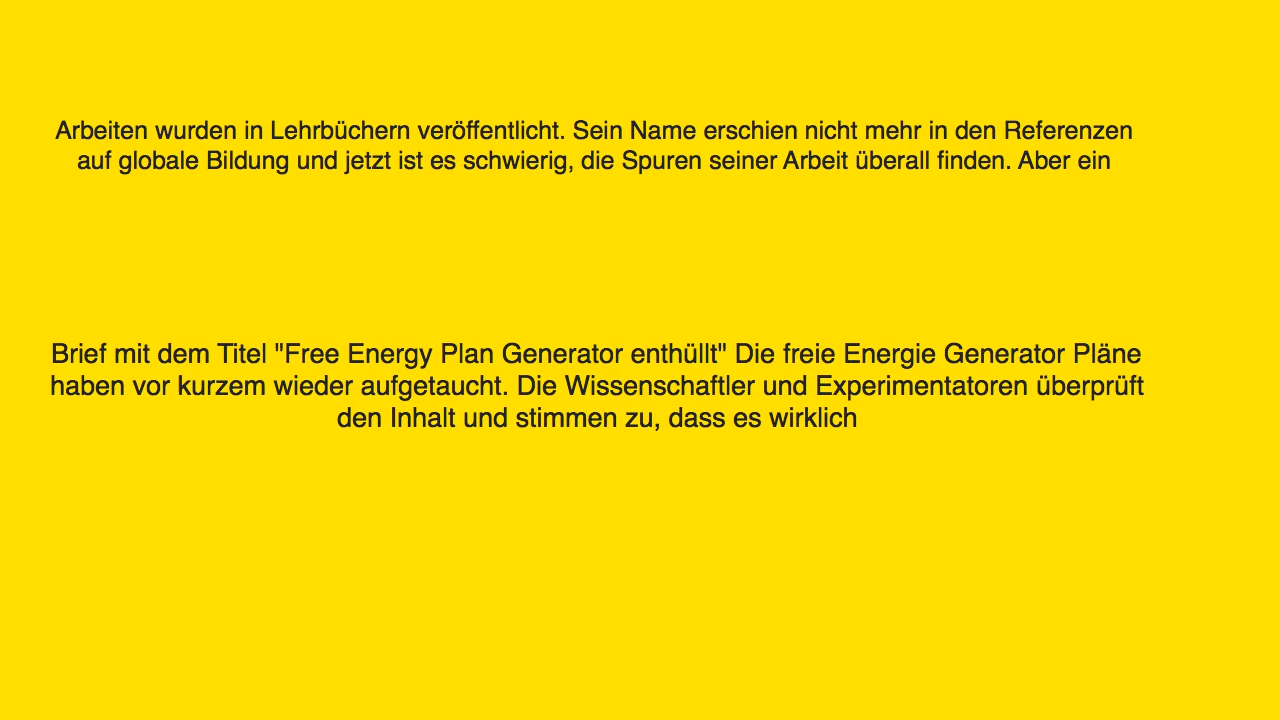 Arbeiten wurden in Lehrbüchern veröffentlicht. Sein Name erschien nicht mehr in den Referenzen
auf globale Bildung und jetzt ist es schwierig, die Spuren seiner Arbeit überall finden. Aber ein
Brief mit dem Titel "Free Energy Plan Generator enthüllt" Die freie Energie Generator Pläne
haben vor kurzem wieder aufgetaucht. Die Wissenschaftler und Experimentatoren überprüft
den Inhalt und stimmen zu, dass es wirklich